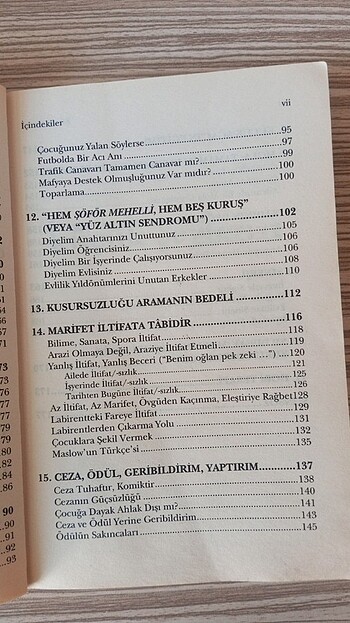 İçindekiler
vii
Çocuğunuz Yalan Söylerse 95
Futbolda Bir Acı Anı 97
Trafik Canavarı Tamamen Canavar mı? 99
Mafyaya Destek Olmuşluğunuz Var mıdır? 100
Toparlama 100
12. “HEM ŞÖFÖR MEHELLİ, HEM BEŞ KURUŞ”
(VEYA “YÜZ ALTIN SENDROMU”) 102
Diyelim Anahtarınızı Unuttunuz 105
Diyelim Öğrencisiniz 106
Diyelim Bir İşyerinde Çalışıyorsunuz 106
Diyelim Evlisiniz 108
Evlilik Yıldönümlerini Unutan Erkekler 110
13. KUSURSUZLUĞU ARAMANIN BEDELİ 112
14. MARİFET İLTİFATA TÂBİDİR 116
Bilime, Sanata, Spora İltifat 118
Arazi Olmaya Değil, Araziye İltifat Etmeli 119
Yanlış İltifat, Yanlış Beceri (“Benim oğlan pek zeki …”) 120
Ailede İltifat/-sızlık 121
İşyerinde İltifat/-sızlık 125
Tarihten Bugüne İltifat/-sızlık 126
Az İltifat, Az Marifet, Övgüden Kaçınma, Eleştiriye Rağbet 128
Labirentteki Fareye İltifat 129
Labirentlerden Çıkarma Yolu 131
Çocuklara Şekil Vermek 132
Maslow'un Türkçe'si 135
15. CEZA, ÖDÜL, GERİBİLDİRİM, YAPTIRIM 137
Ceza Tuhaftır, Komiktir 138
Cezanın Güçsüzlüğü 140
Çocuğa Dayak Ahlak Dışı mı? 141
Ceza ve Ödül Yerine Geribildirim 143
Ödülün Sakıncaları 145